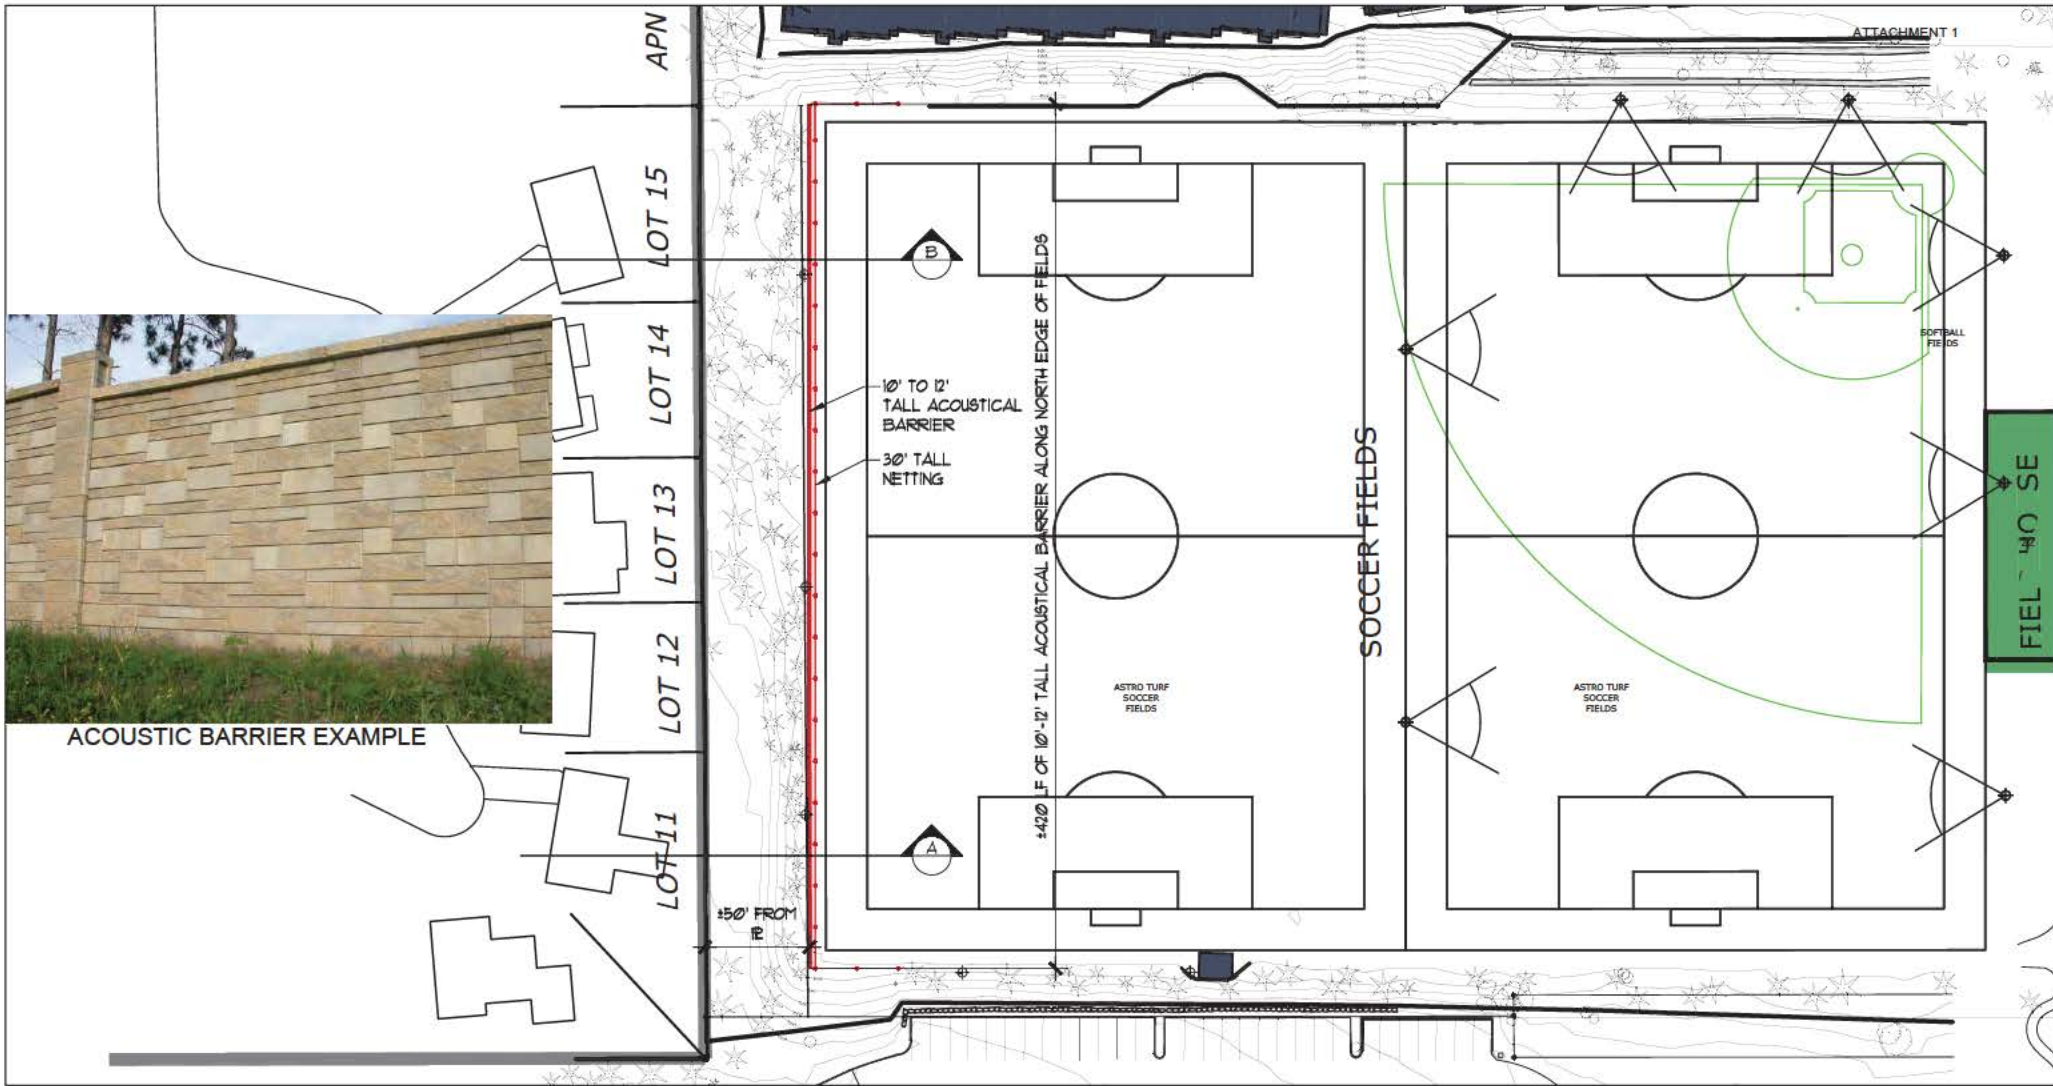 ATTACHMENT 1
APN
LOT 15
LOT 14
LOT 13
LOT 12
LOT 11
ACOUSTIC BARRIER EXAMPLE
B
10' TO 12'
TALL ACOUSTICAL
BARRIER
30' TALL
NETTING
±420 LF OF 10'-12' TALL ACOUSTICAL BARRIER ALONG NORTH EDGE OF FIELDS
A
±50' FROM
SOCCER FIELDS
ASTRO TURF
SOCCER
FIELDS
ASTRO TURF
SOCCER
FIELDS
SOFTBALL
FIELDS